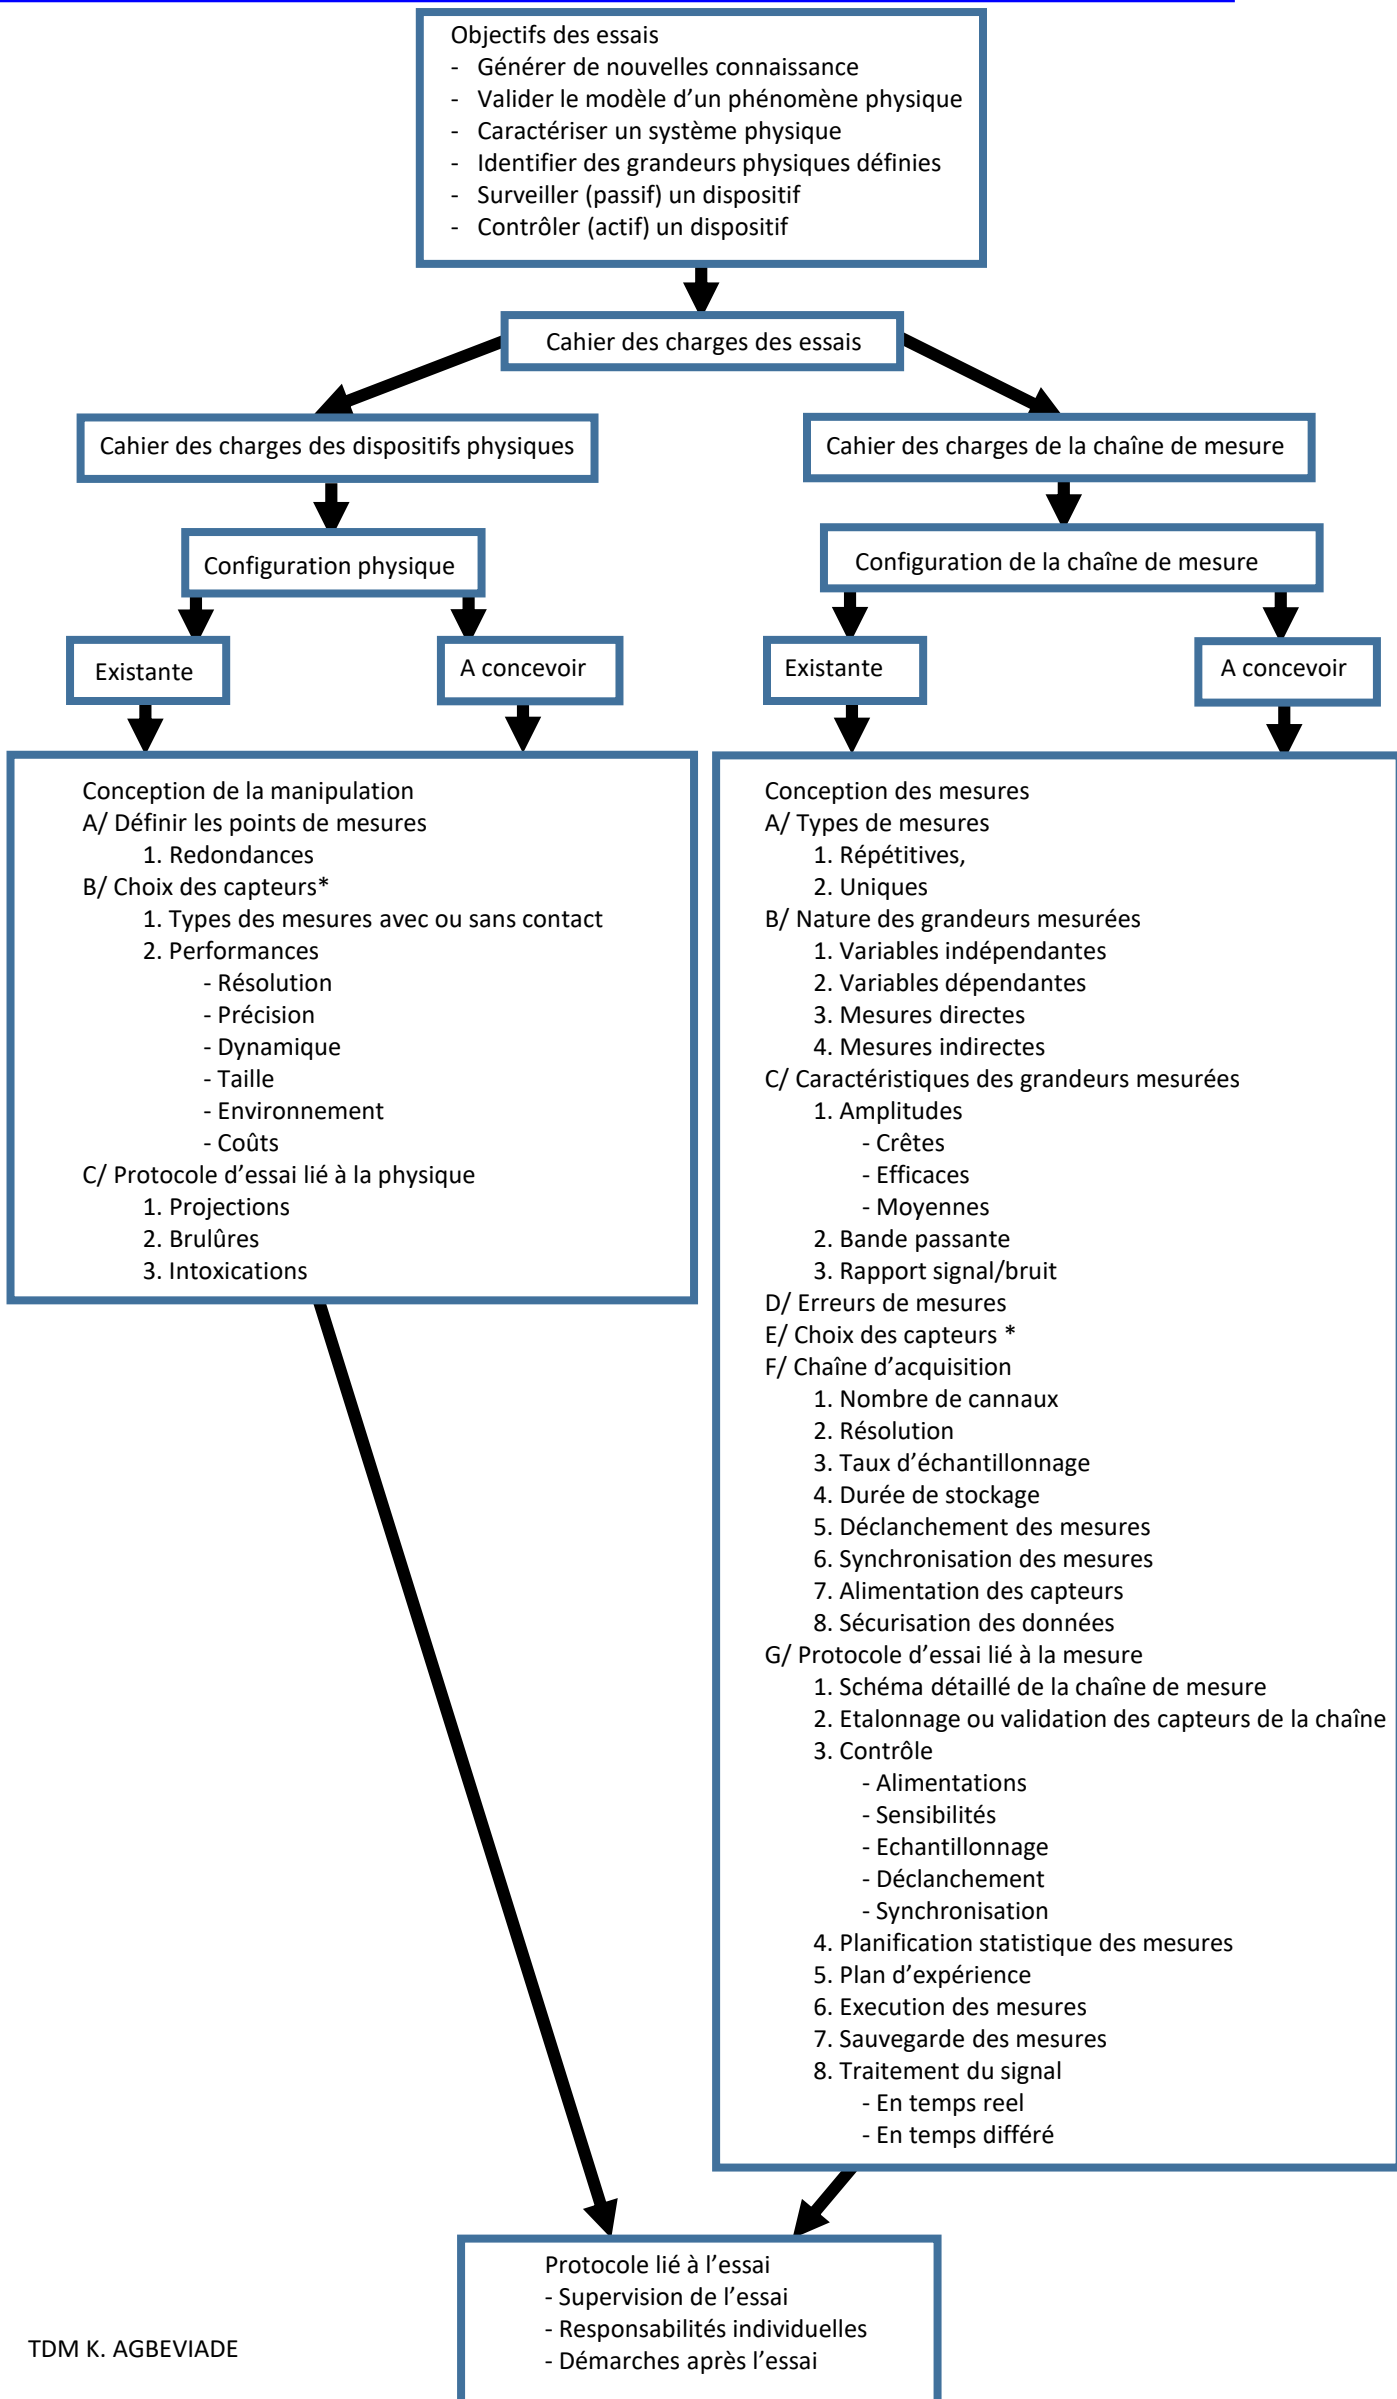 Objectifs des essais
- Générer de nouvelles connaissance
- Valider le modèle d’un phénomène physique
- Caractériser un système physique
- Identifier des grandeurs physiques définies
- Surveiller (passif) un dispositif
- Contrôler (actif) un dispositif
Cahier des charges des essais
Cahier des charges des dispositifs physiques
Cahier des charges de la chaîne de mesure
Configuration physique
Configuration de la chaîne de mesure
Existante
A concevoir
Existante
A concevoir
Conception de la manipulation
A/ Définir les points de mesures
1. Redondances
B/ Choix des capteurs*
1. Types des mesures avec ou sans contact
2. Performances
- Résolution
- Précision
- Dynamique
- Taille
- Environnement
- Coûts
C/ Protocole d’essai lié à la physique
1. Projections
2. Brulûres
3. Intoxications
Conception des mesures
A/ Types de mesures
1. Répétitives,
2. Uniques
B/ Nature des grandeurs mesurées
1. Variables indépendantes
2. Variables dépendantes
3. Mesures directes
4. Mesures indirectes
C/ Caractéristiques des grandeurs mesurées
1. Amplitudes
- Crêtes
- Efficaces
- Moyennes
2. Bande passante
3. Rapport signal/bruit
D/ Erreurs de mesures
E/ Choix des capteurs *
F/ Chaîne d’acquisition
1. Nombre de cannaux
2. Résolution
3. Taux d’échantillonnage
4. Durée de stockage
5. Déclanchement des mesures
6. Synchronisation des mesures
7. Alimentation des capteurs
8. Sécurisation des données
G/ Protocole d’essai lié à la mesure
1. Schéma détaillé de la chaîne de mesure
2. Etalonnage ou validation des capteurs de la chaîne
3. Contrôle
- Alimentations
- Sensibilités
- Echantillonnage
- Déclanchement
- Synchronisation
4. Planification statistique des mesures
5. Plan d’expérience
6. Execution des mesures
7. Sauvegarde des mesures
8. Traitement du signal
- En temps reel
- En temps différé
Protocole lié à l’essai
- Supervision de l’essai
- Responsabilités individuelles
- Démarches après l’essai
TDM K. AGBEVIADE